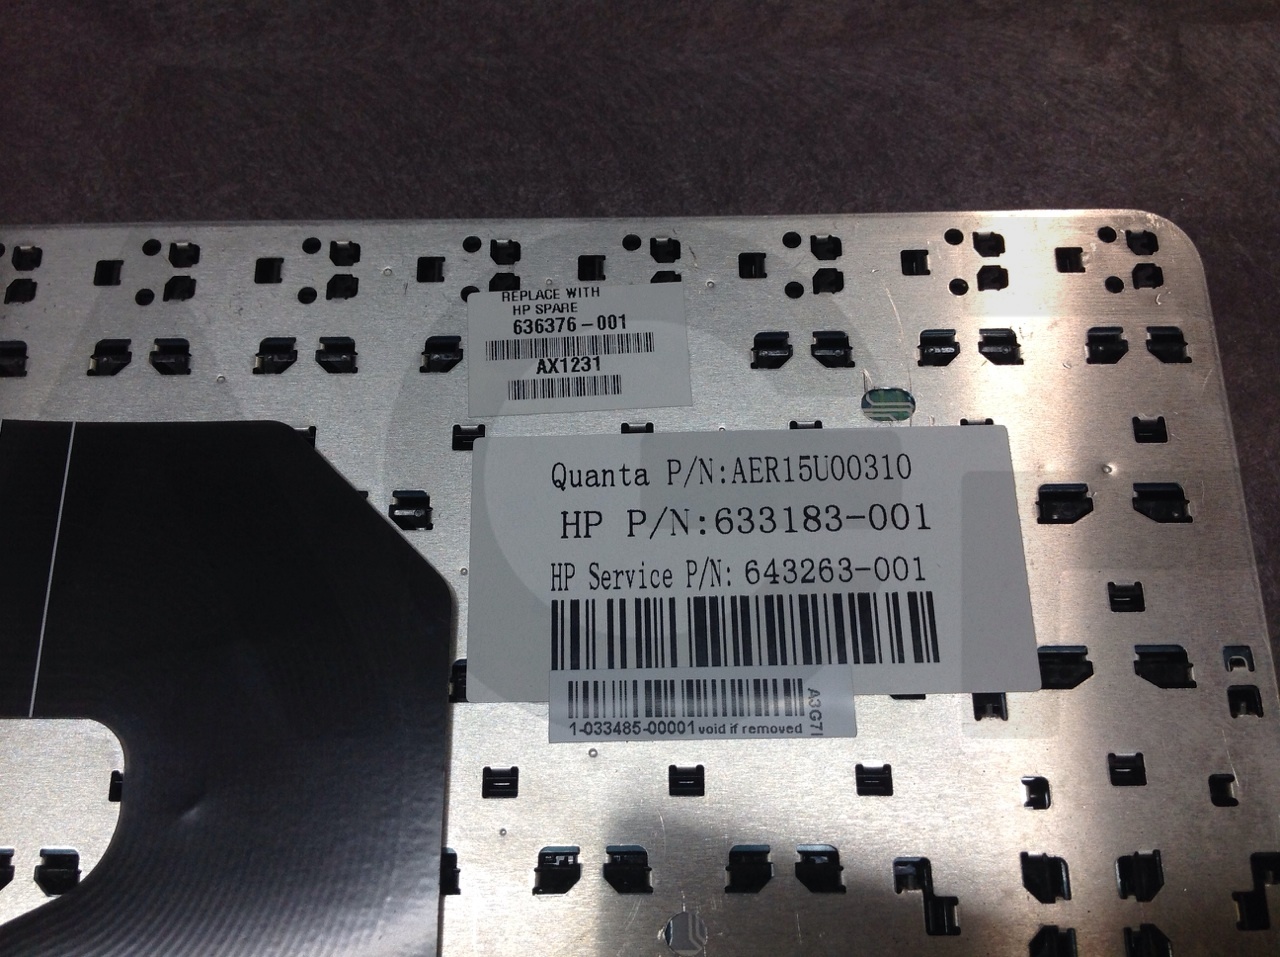 REPLACE WITH
HP SPARE
636376-001
AX1231
Quanta P/N:AER15U00310
HP P/N:633183-001
HP Service P/N: 643263-001
A3G7I
1-033485-00001 void if removed